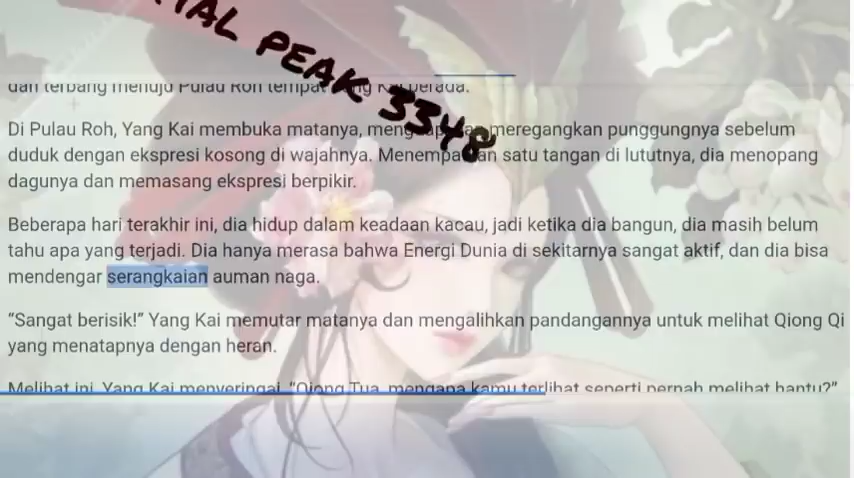 PEAK 3348
dan terbang menuju Pulau Roh tempat
Di Pulau Roh, Yang Kai membuka matanya, meregangkan punggungnya sebelum
duduk dengan ekspresi kosong di wajahnya. Menempatkan satu tangan di lututnya, dia menopang
dagunya dan memasang ekspresi berpikir.
Beberapa hari terakhir ini, dia hidup dalam keadaan kacau, jadi ketika dia bangun, dia masih belum
tahu apa yang terjadi. Dia hanya merasa bahwa Energi Dunia di sekitarnya sangat aktif, dan dia bisa
mendengar serangkaian auman naga.
“Sangat berisik!” Yang Kai memutar matanya dan mengalihkan pandangannya untuk melihat Qiong Qi
yang menatapnya dengan heran.
Melihat ini, Yang Kai menyeringai, “Qiong Tua, mengapa kamu terlihat seperti pernah melihat hantu?”